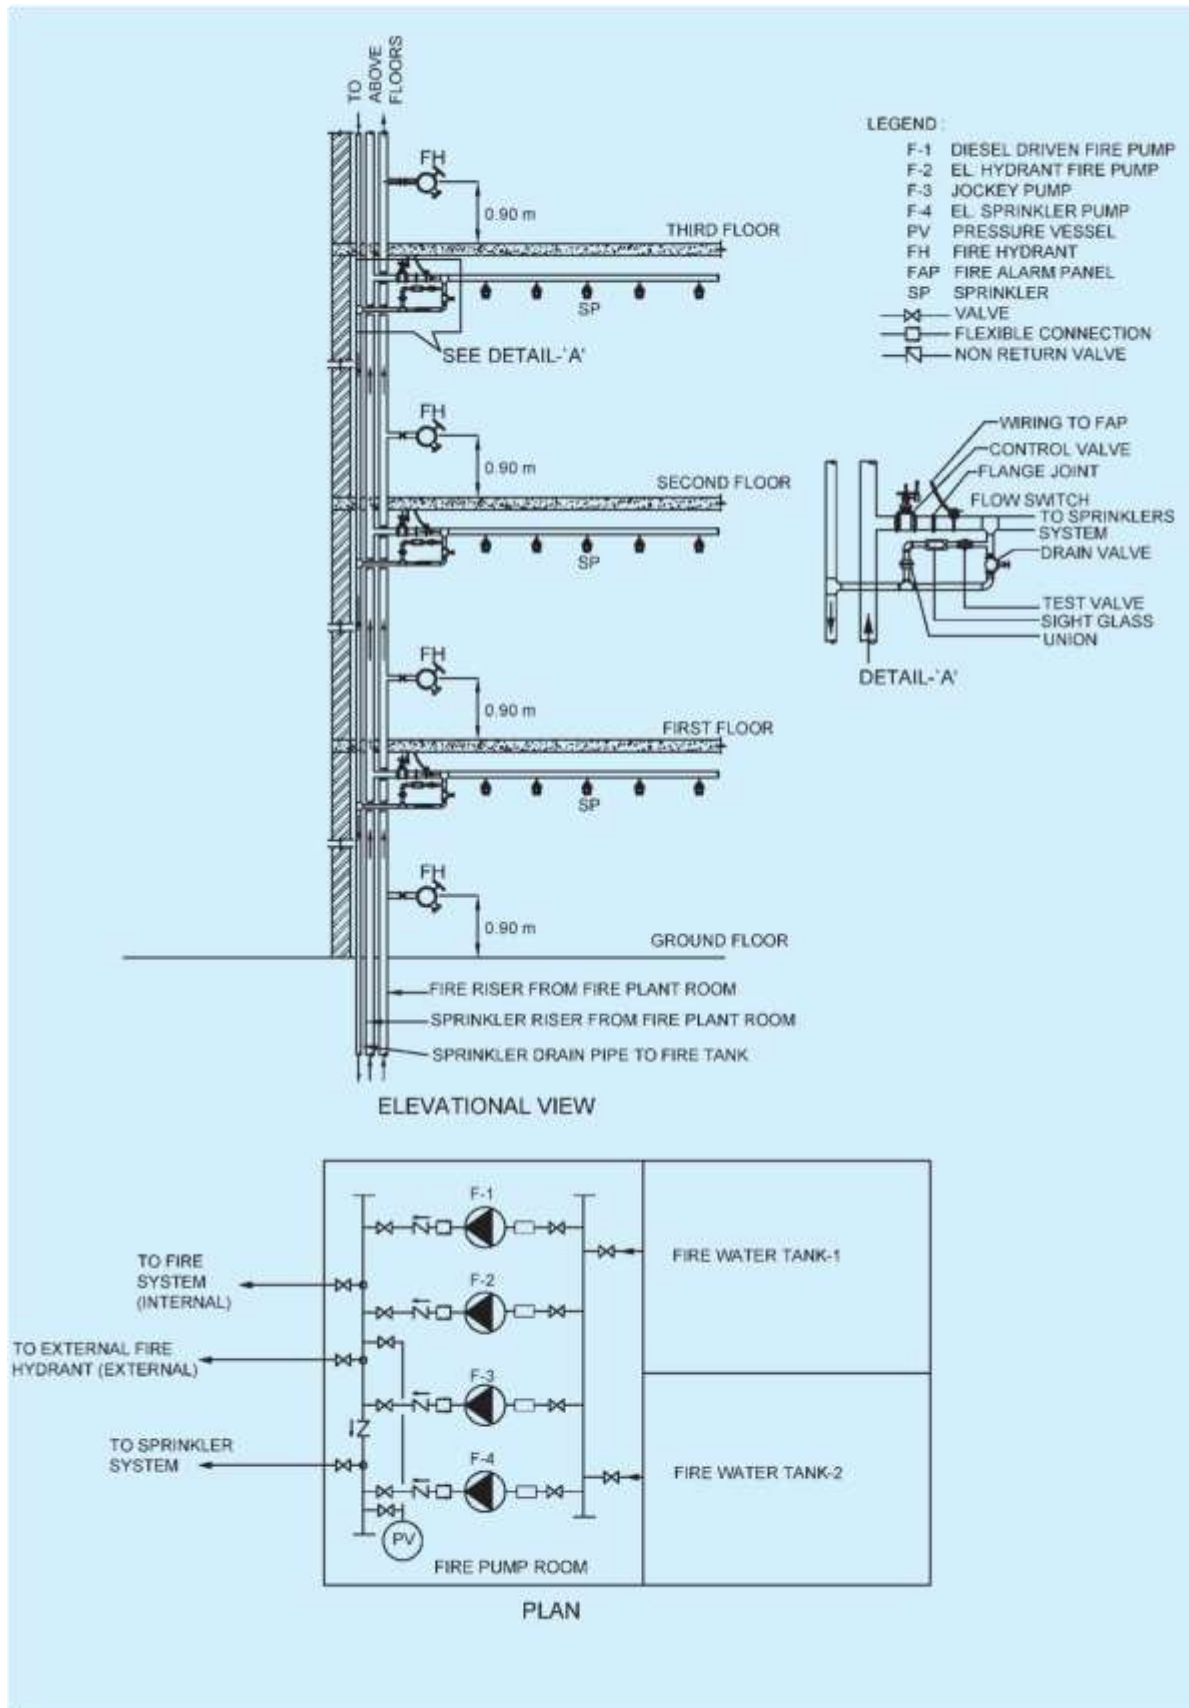 TO
ABOVE
FLOORS
FH
0.90 m
THIRD FLOOR
SP
SEE DETAIL-'A'
FH
0.90 m
SECOND FLOOR
SP
FH
0.90 m
FIRST FLOOR
SP
FH
0.90 m
GROUND FLOOR
FIRE RISER FROM FIRE PLANT ROOM
SPRINKLER RISER FROM FIRE PLANT ROOM
SPRINKLER DRAIN PIPE TO FIRE TANK
ELEVATIONAL VIEW
LEGEND :
F-1 DIESEL DRIVEN FIRE PUMP
F-2 EL. HYDRANT FIRE PUMP
F-3 JOCKEY PUMP
F-4 EL. SPRINKLER PUMP
PV PRESSURE VESSEL
FH FIRE HYDRANT
FAP FIRE ALARM PANEL
SP SPRINKLER
VALVE
FLEXIBLE CONNECTION
NON RETURN VALVE
WIRING TO FAP
CONTROL VALVE
FLANGE JOINT
FLOW SWITCH
TO SPRINKLERS
SYSTEM
DRAIN VALVE
TEST VALVE
SIGHT GLASS
UNION
DETAIL-'A'
F-1
F-2
F-3
F-4
PV
TO FIRE
SYSTEM
(INTERNAL)
TO EXTERNAL FIRE
HYDRANT (EXTERNAL)
TO SPRINKLER
SYSTEM
FIRE WATER TANK-1
FIRE WATER TANK-2
FIRE PUMP ROOM
PLAN